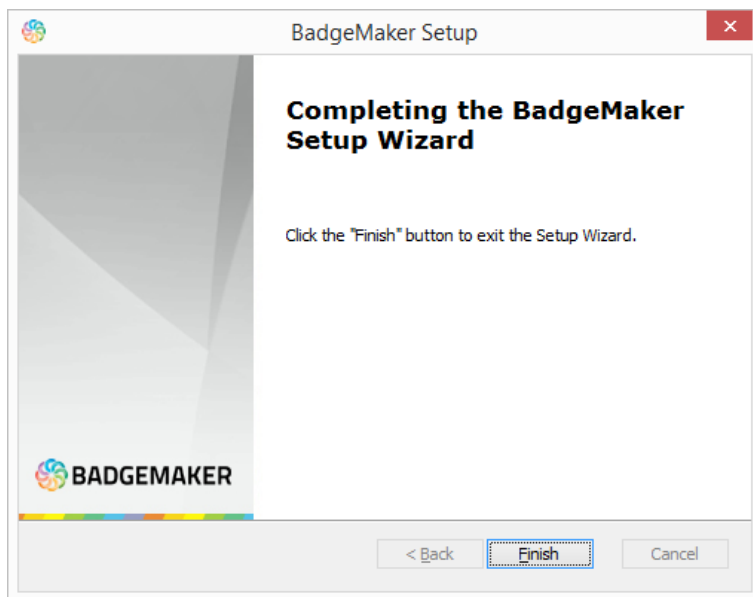 BadgeMaker Setup
Completing the BadgeMaker
Setup Wizard
Click the "Finish" button to exit the Setup Wizard.
BADGEMAKER
< Back
Finish
Cancel